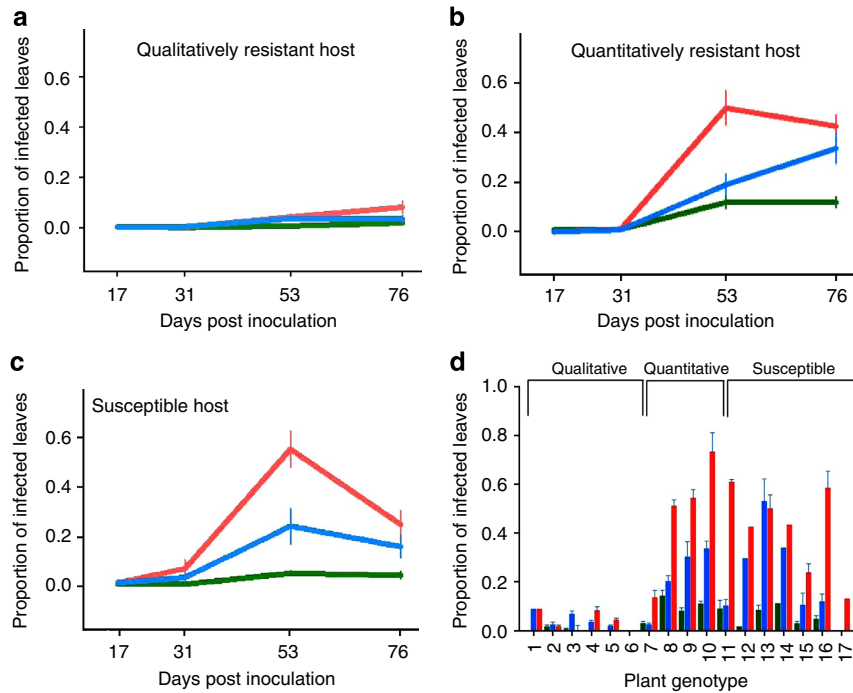 a
Qualitatively resistant host
Proportion of infected leaves
0.6
0.4
0.2
0.0
17 31 53 76
Days post inoculation
b
Quantitatively resistant host
Proportion of infected leaves
0.6
0.4
0.2
0.0
17 31 53 76
Days post inoculation
c
Susceptible host
Proportion of infected leaves
0.6
0.4
0.2
0.0
17 31 53 76
Days post inoculation
d
Qualitative Quantitative Susceptible
Proportion of infected leaves
1.0
0.8
0.6
0.4
0.2
0.0
1 2 3 4 5 6 7 8 9 10 11 12 13 14 15 16 17
Plant genotype